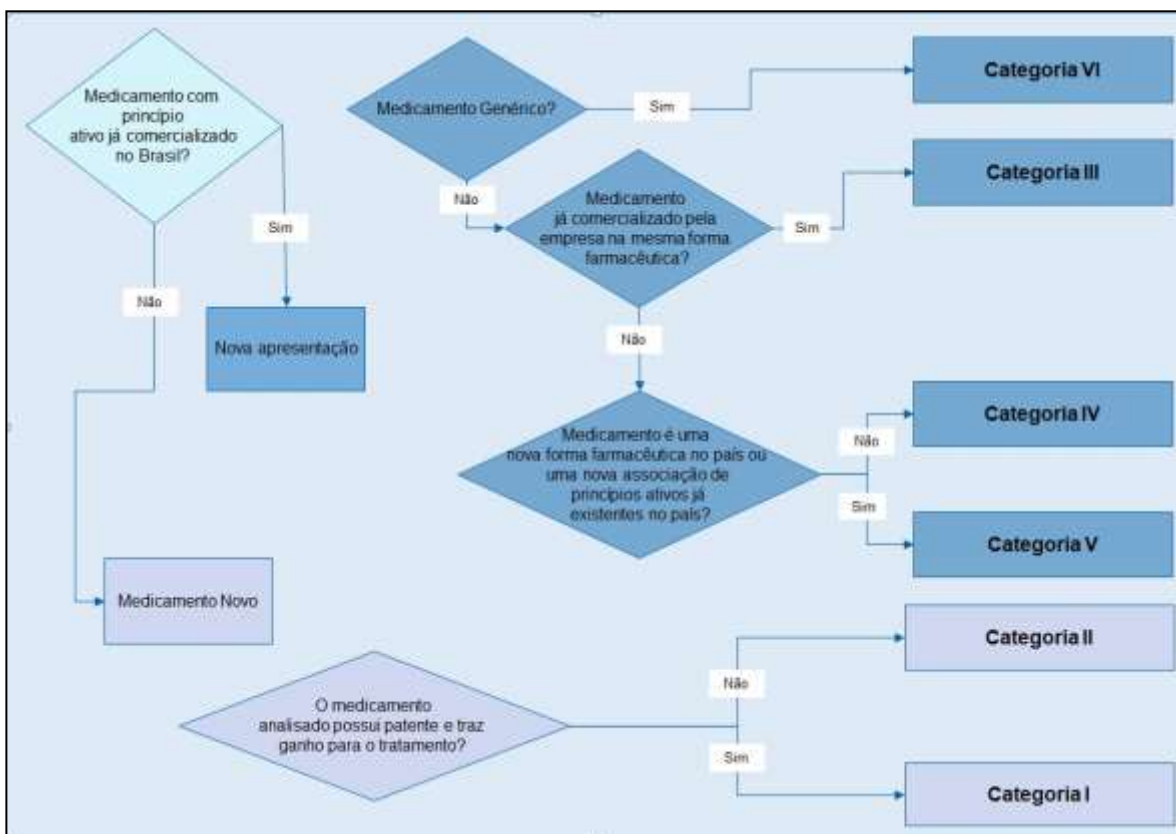 Medicamento com
princípio
ativo já comercializado
no Brasil?
Sim
Não
Nova apresentação
Medicamento Novo
Medicamento Genérico?
Sim
Categoria VI
Não
Medicamento
já comercializado pela
empresa na mesma forma
farmacêutica?
Sim
Categoria III
Não
Medicamento é uma
nova forma farmacêutica no país ou
uma nova associação de
princípios ativos já
existentes no país?
Não
Categoria IV
Sim
Categoria V
O medicamento
analisado possui patente e traz
ganho para o tratamento?
Não
Categoria II
Sim
Categoria I